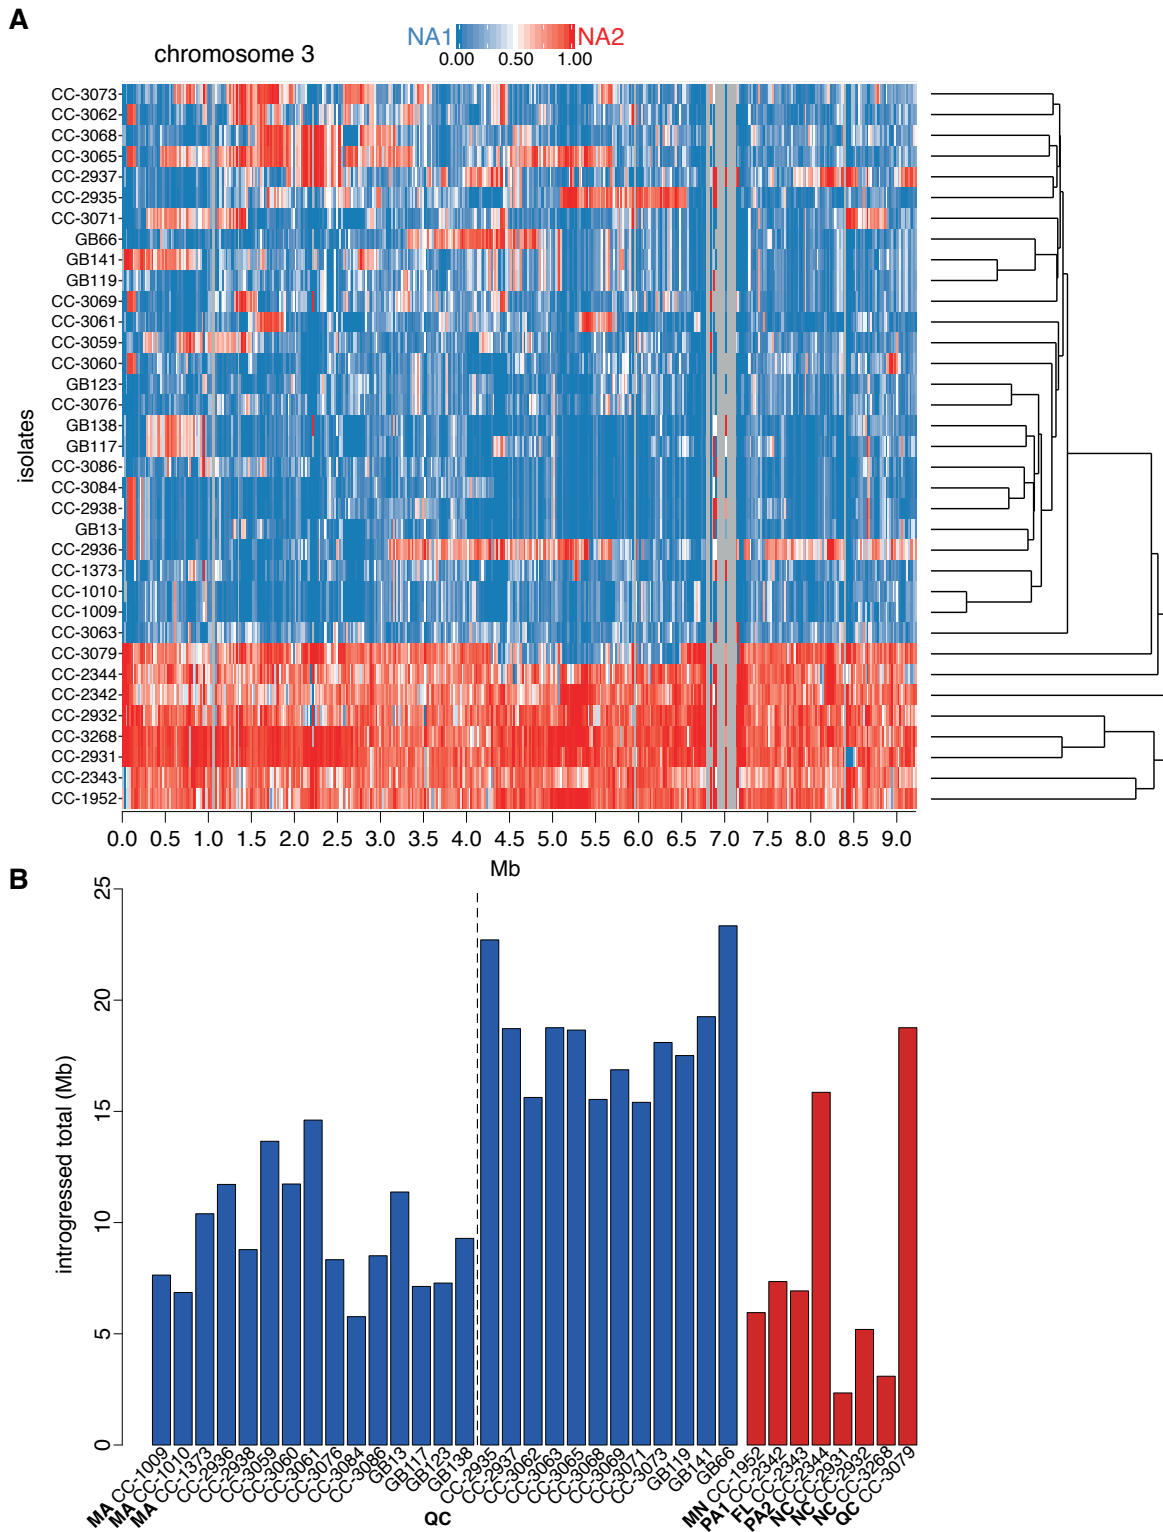 A
NA1 NA2
0.00 0.50 1.00
chromosome 3
isolates
CC-3073
CC-3062
CC-3068
CC-3065
CC-2937
CC-2935
CC-3071
GB66
GB141
GB119
CC-3069
CC-3061
CC-3059
CC-3060
GB123
CC-3076
GB138
GB117
CC-3086
CC-3084
CC-2938
GB13
CC-2936
CC-1373
CC-1010
CC-1009
CC-3063
CC-3079
CC-2344
CC-2342
CC-2932
CC-3268
CC-2931
CC-2343
CC-1952
0.0 0.5 1.0 1.5 2.0 2.5 3.0 3.5 4.0 4.5 5.0 5.5 6.0 6.5 7.0 7.5 8.0 8.5 9.0
Mb
B
introgressed total (Mb)
25
20
15
10
5
0
MA CC-1009
MA CC-1010
MA CC-1373
CC-2936
CC-2938
CC-3059
CC-3060
CC-3061
CC-3076
CC-3084
CC-3086
GB13
GB117
GB123
GB138
CC-2935
CC-2937
CC-3062
CC-3063
CC-3065
CC-3068
CC-3069
CC-3071
CC-3073
GB119
GB141
GB66
MN CC-1952
PA1 CC-2342
FL CC-2343
PA2 CC-2344
NC CC-2931
NC CC-2932
NC CC-3268
QC CC-3079
QC